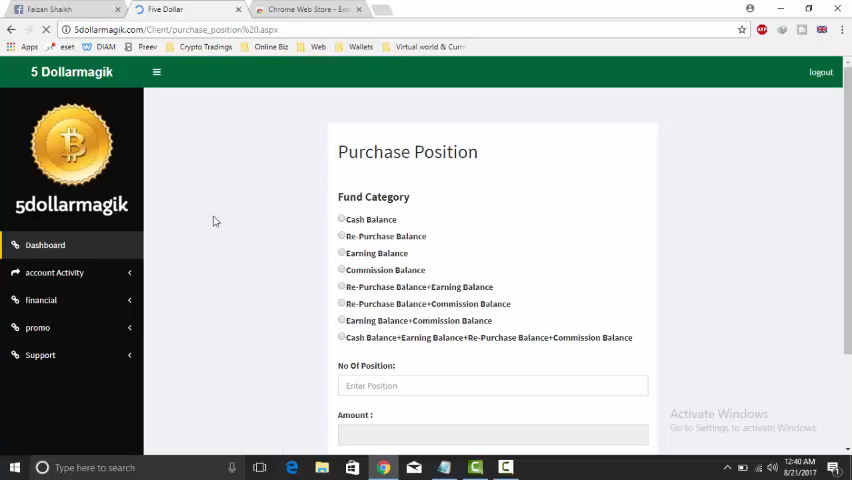 Faizan Shaikh
Five Dollar
Chrome Web Store - Exte
5dollarmagik.com/Client/purchase_position%20.aspx
Apps
eset
DIAM
Preev
Crypto Tradings
Online Biz
Web
Wallets
Virtual world & Curr
5 Dollarmagik
logout
5dollarmagik
Dashboard
account Activity
financial
promo
Support
Purchase Position
Fund Category
Cash Balance
Re-Purchase Balance
Earning Balance
Commission Balance
Re-Purchase Balance+Earning Balance
Re-Purchase Balance+Commission Balance
Earning Balance+Commission Balance
Cash Balance+Earning Balance+Re-Purchase Balance+Commission Balance
No Of Position:
Enter Position
Amount :
Activate Windows
Go to Settings to activate Windows.
Type here to search
12:40 AM
8/21/2017